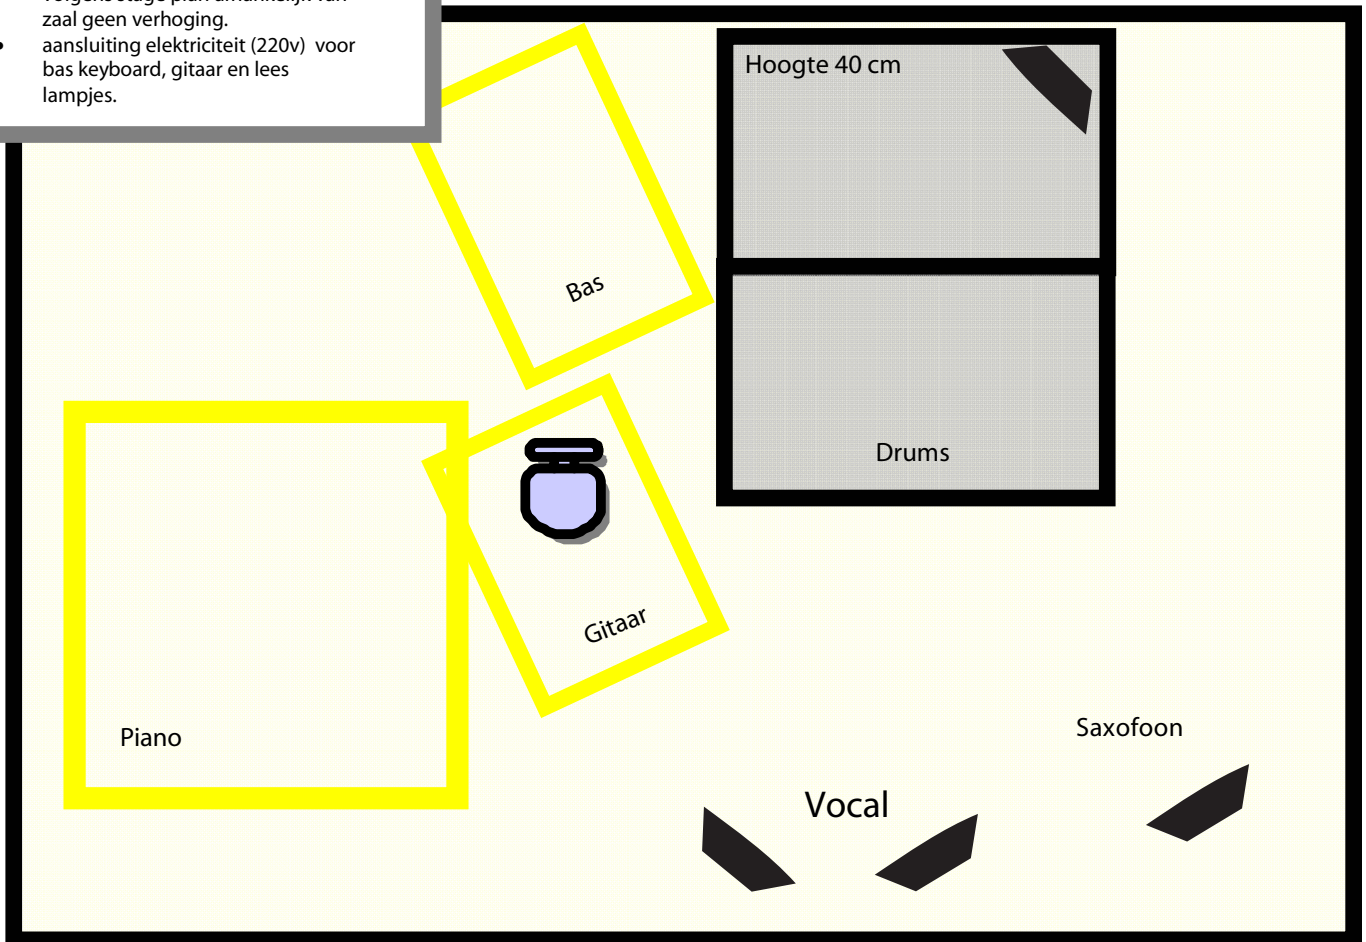 zaal geen verhoging.
• aansluiting elektriciteit (220v) voor
bas keyboard, gitaar en lees
lampjes.
Hoogte 40 cm
Bas
Drums
Gitaar
Piano
Saxofoon
Vocal